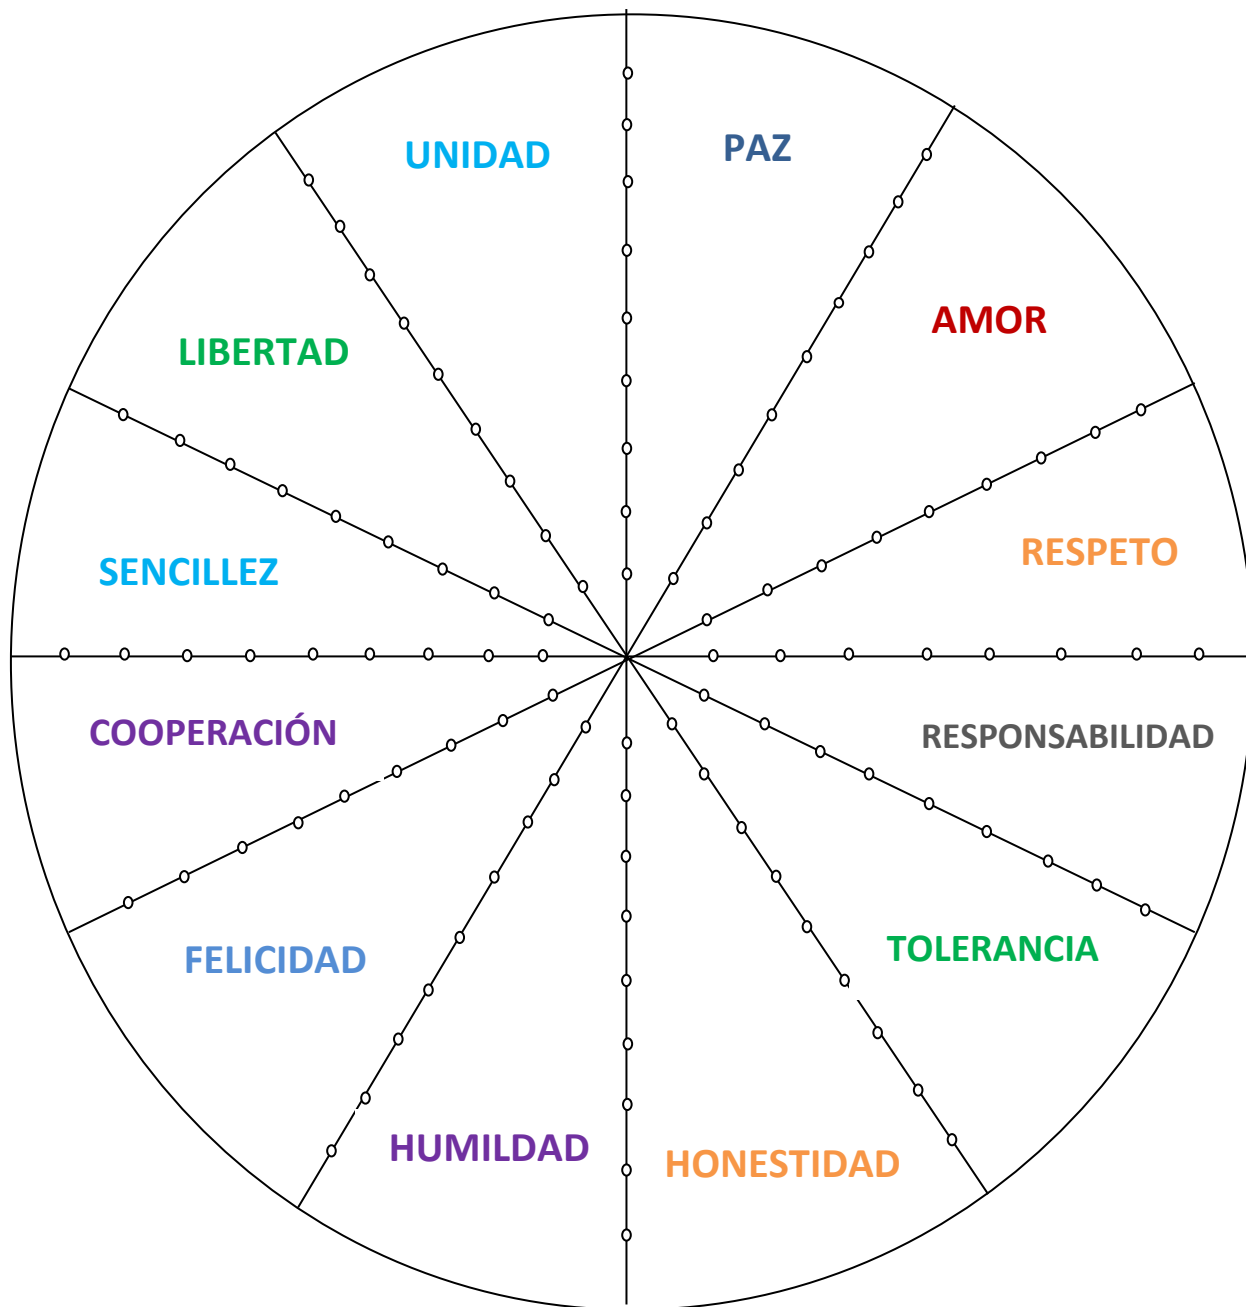 UNIDAD
PAZ
AMOR
LIBERTAD
RESPETO
SENCILLEZ
COOPERACIÓN
RESPONSABILIDAD
TOLERANCIA
FELICIDAD
HUMILDAD
HONESTIDAD